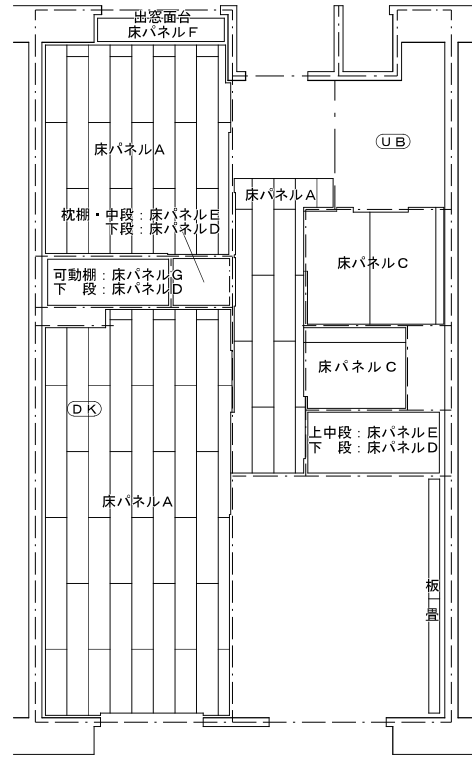 出窓面台
床パネルF
床パネルA
UB
床パネルA
枕棚・中段：床パネルE
下段：床パネルD
床パネルC
可動棚：床パネルG
下　段：床パネルD
床パネルC
DK
上中段：床パネルE
下　段：床パネルD
床パネルA
板
畳